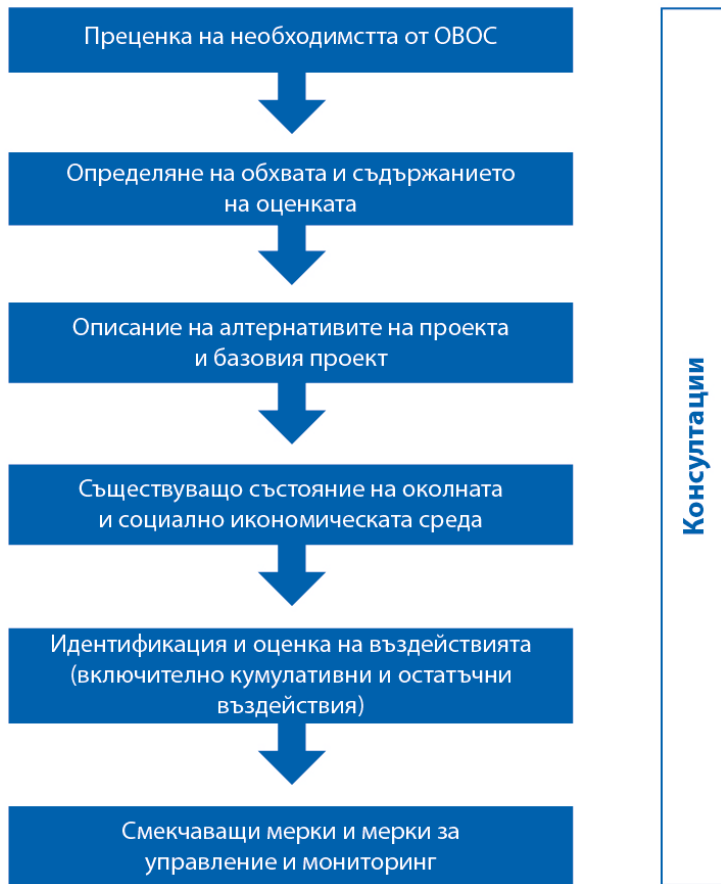 Преценка на необходимстта от ОВОС
Определяне на обхвата и съдържанието
на оценката
Описание на алтернативите на проекта
и базовия проект
Съществуващо състояние на околната
и социално икономическата среда
Идентификация и оценка на въздействията
(включително кумулативни и остатъчни
въздействия)
Смекчаващи мерки и мерки за
управление и мониторинг
Консултации